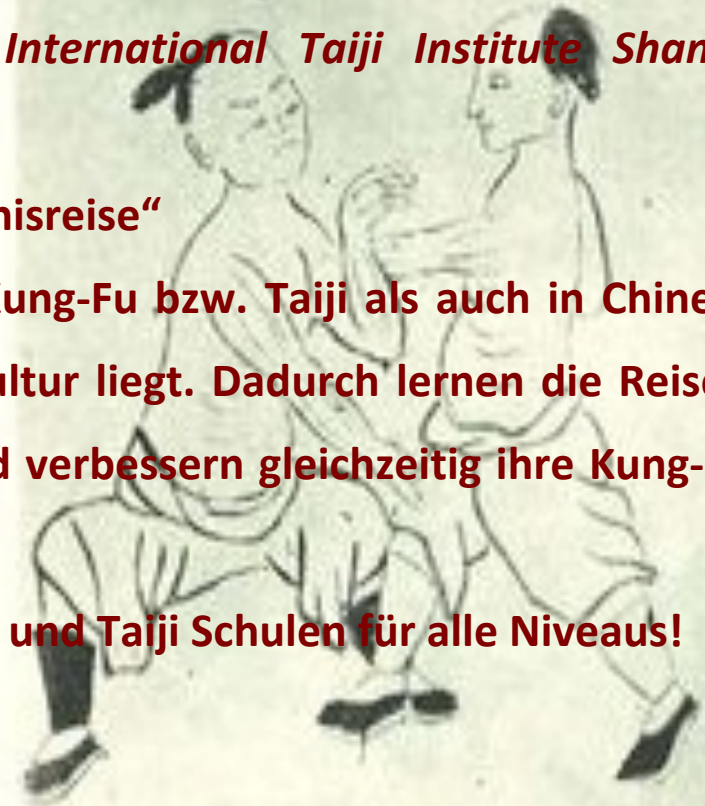 International Taiji Institute Shan
nisreise“
Kung-Fu bzw. Taiji als auch in Chine
ultur liegt. Dadurch lernen die Reise
d verbessern gleichzeitig ihre Kung-
und Taiji Schulen für alle Niveaus!